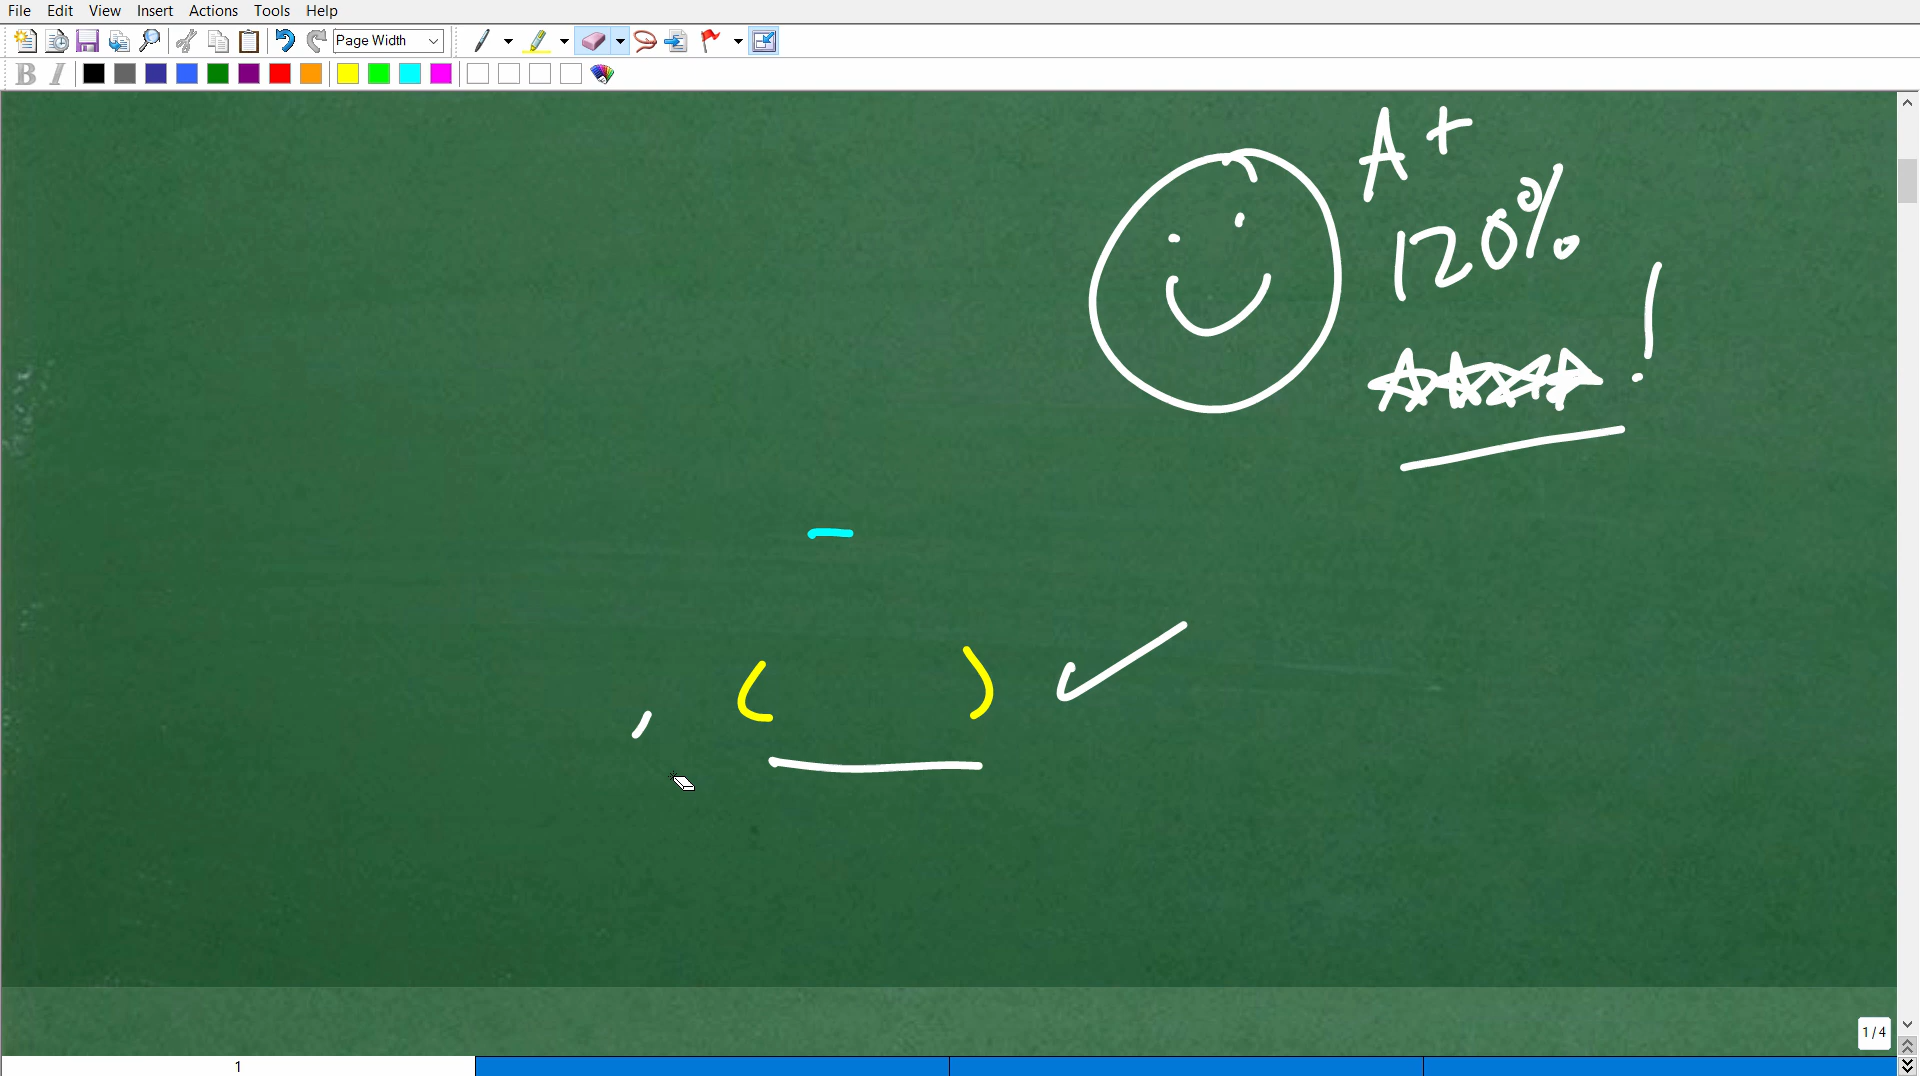 File Edit View Insert Actions Tools Help
Page Width
B I
A+
120%
!
1 / 4
1